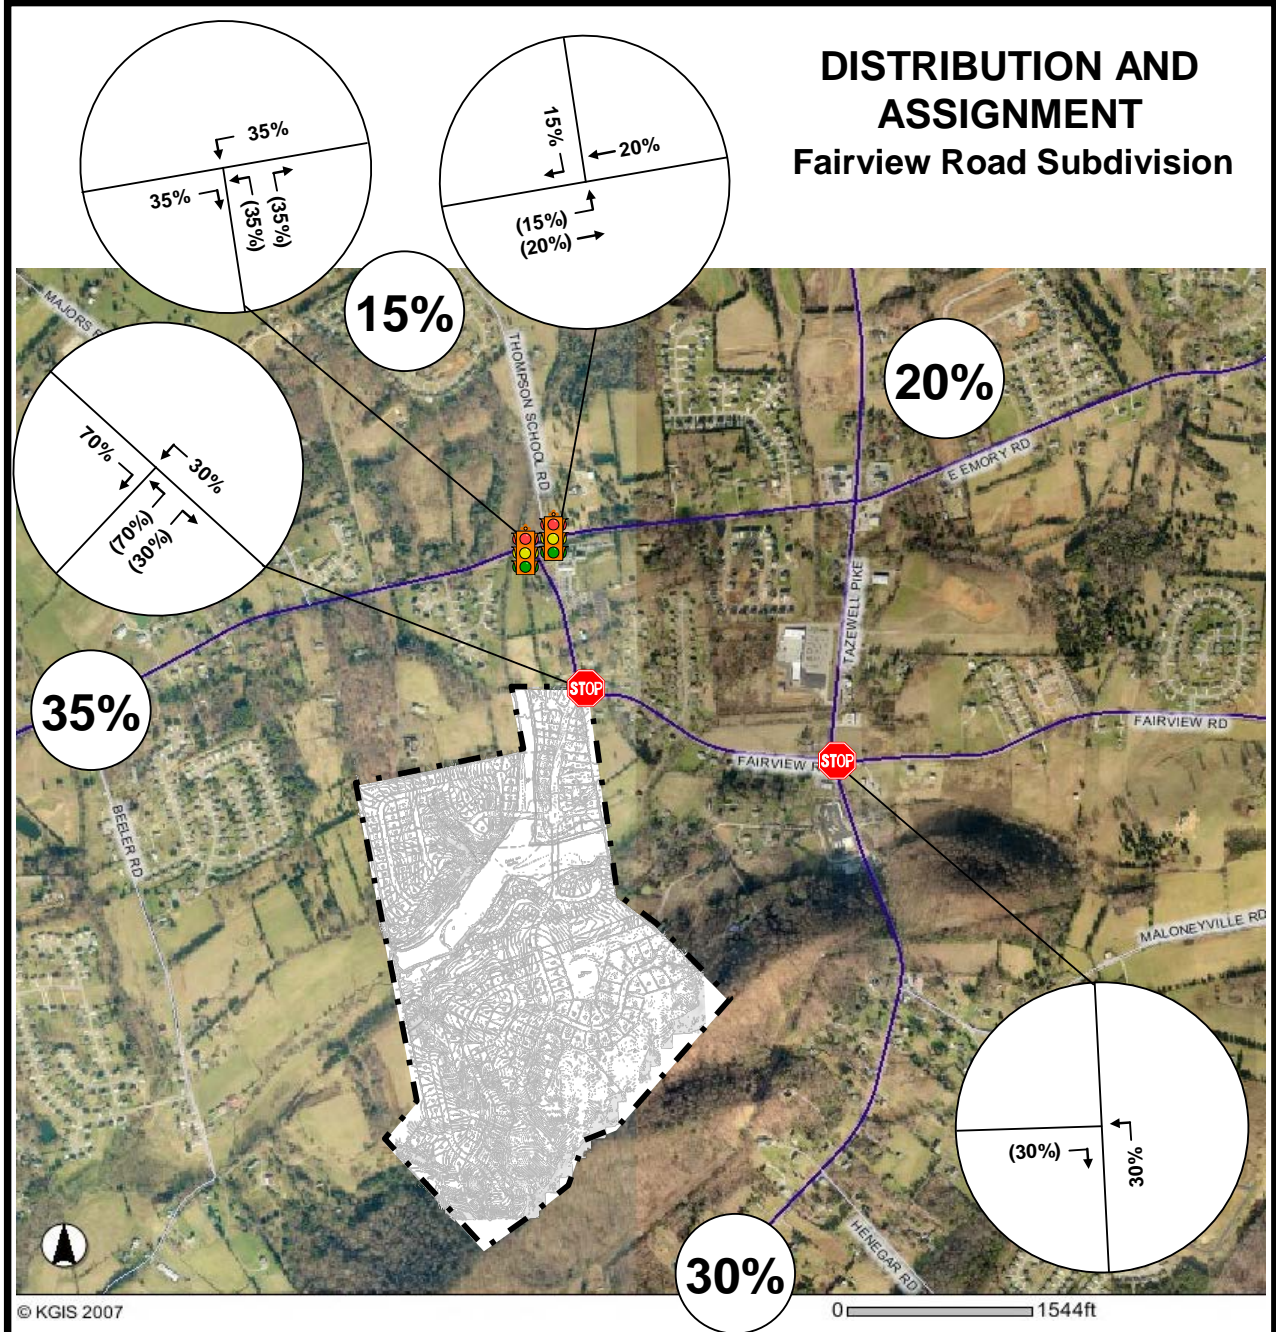 DISTRIBUTION AND
ASSIGNMENT
Fairview Road Subdivision
35%
35%
(35%)
(35%)
15%
20%
(15%)
(20%)
15%
20%
MAJORS
THOMPSON SCHOOL RD
E EMORY RD
70%
30%
(70%)
(30%)
TAZEWELL PIKE
35%
STOP
FAIRVIEW RD
FAIRVIEW R
STOP
BEELER RD
MALONEYVILLE RD
(30%)
30%
HENEGAR RD
30%
© KGIS 2007
0
1544ft